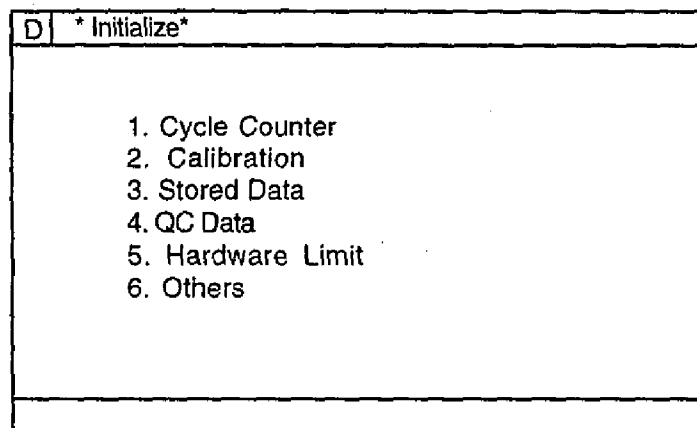 D * Initialize*
1. Cycle Counter
2. Calibration
3. Stored Data
4. QC Data
5. Hardware Limit
6. Others